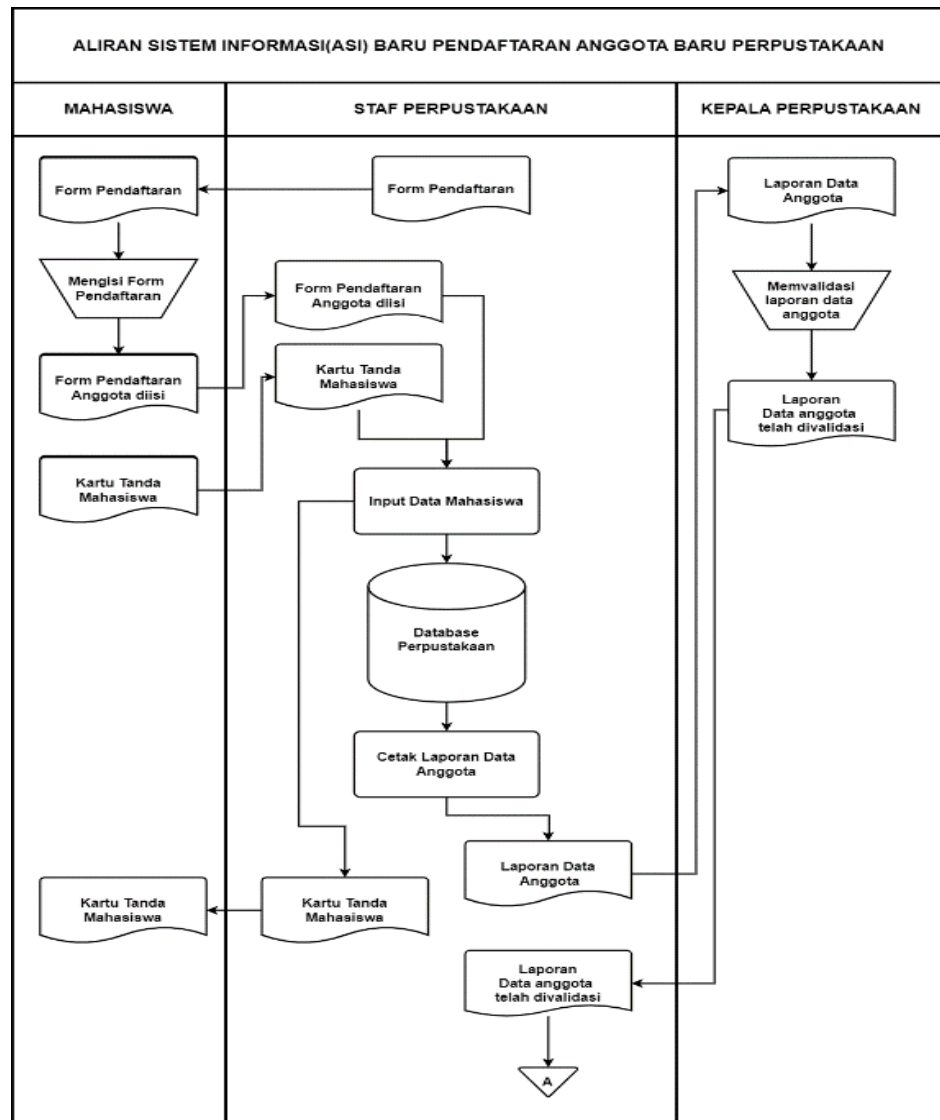 ALIRAN SISTEM INFORMASI(ASI) BARU PENDAFTARAN ANGGOTA BARU PERPUSTAKAAN
MAHASISWA
STAF PERPUSTAKAAN
KEPALA PERPUSTAKAAN
Form Pendaftaran
Form Pendaftaran
Laporan Data
Anggota
Mengisi Form
Pendaftaran
Form Pendaftaran
Anggota diisi
Memvalidasi
laporan data
anggota
Form Pendaftaran
Anggota diisi
Kartu Tanda
Mahasiswa
Laporan
Data anggota
telah divalidasi
Kartu Tanda
Mahasiswa
Input Data Mahasiswa
Database
Perpustakaan
Cetak Laporan Data
Anggota
Laporan Data
Anggota
Kartu Tanda
Mahasiswa
Kartu Tanda
Mahasiswa
Laporan
Data anggota
telah divalidasi
A